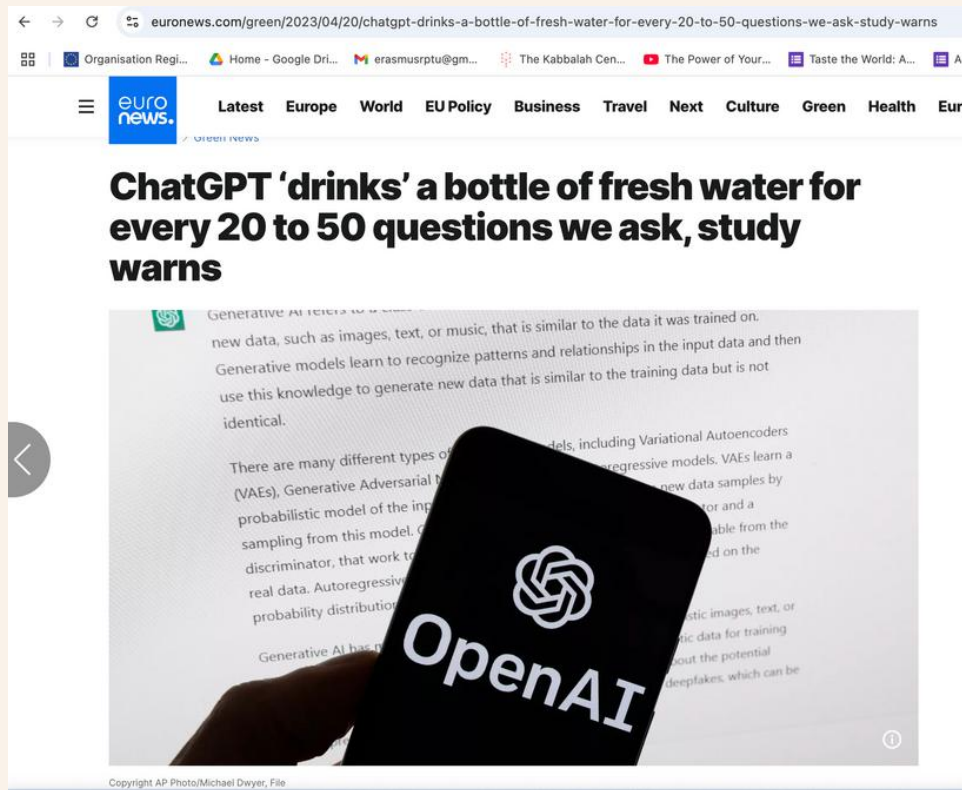 euronews.com/green/2023/04/20/chatgpt-drinks-a-bottle-of-fresh-water-for-every-20-to-50-questions-we-ask-study-warns
Organisation Regi... Home - Google Dri... erasmusrptu@gm... The Kabbalah Cen... The Power of Your... Taste the World: A... A
euro
news.
Latest Europe World EU Policy Business Travel Next Culture Green Health Eur
Green News
ChatGPT ‘drinks’ a bottle of fresh water for
every 20 to 50 questions we ask, study
warns
Generative AI refers to a
new data, such as images, text, or music, that is similar to the data it was trained on.
Generative models learn to recognize patterns and relationships in the input data and then
use this knowledge to generate new data that is similar to the training data but is not
identical.
There are many different types of dels, including Variational Autoencoders
(VAEs), Generative Adversarial regressive models. VAEs learn a
probabilistic model of the inp new data samples by
sampling from this model. tor and a
discriminator, that work to able from the
real data. Autoregressive ed on the
probability distribution
Generative AI has stic images, text, or
tic data for training
bout the potential
deepfakes, which can be
OpenAI
Copyright AP Photo/Michael Dwyer, File